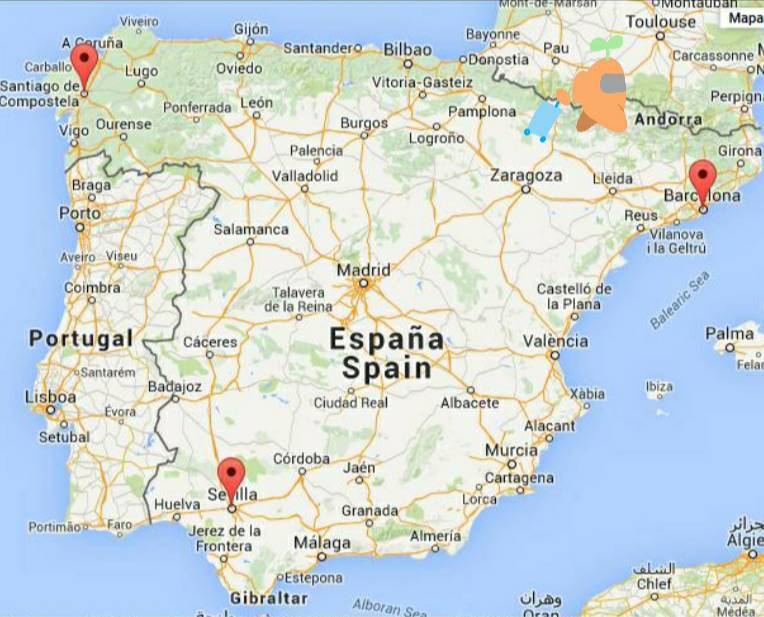 Mont-de-Marsan
Montauban
Viveiro
Toulouse
Mapa
Gijón
Bayonne
A Coruña
Santander
Bilbao
Pau
Carcassonne
Donostia
Carballo
Lugo
Oviedo
Santiago de
Compostela
Vitoria-Gasteiz
Perpign
Ponferrada
León
Pamplona
Andorra
Vigo
Ourense
Burgos
Logroño
Palencia
Girona
Braga
Valladolid
Zaragoza
Lleida
Porto
Reus
Vilanova
i la Geltrú
Salamanca
Aveiro
Viseu
Madrid
Coimbra
Talavera
de la Reina
Castelló de
la Plana
Balearic Sea
Portugal
Cáceres
España
Spain
València
Palma
Santarém
Felan
Lisboa
Badajoz
Ciudad Real
Albacete
Xàbia
Ibiza
Évora
Setubal
Alacant
Córdoba
Jaén
Murcia
Cartagena
Huelva
Lorca
Portimão
Faro
Granada
Jerez de la
Frontera
Málaga
Almería
الجزائر
Algie
Estepona
Gibraltar
الشلف
Chlef
Alboran Sea
وهران
Oran
المدية
Médéa